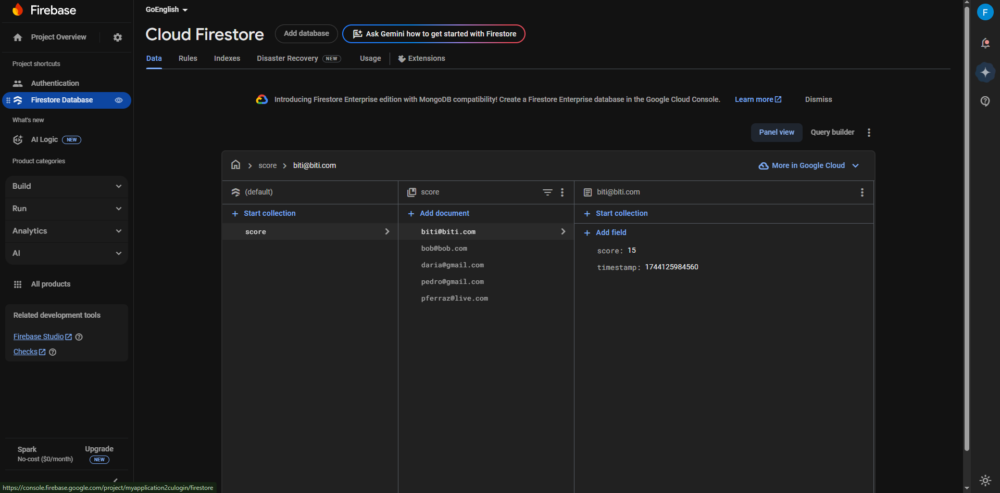 Firebase
Project Overview
Project shortcuts
Authentication
Firestore Database
What's new
AI Logic NEW
Product categories
Build
Run
Analytics
AI
All products
Related development tools
Firebase Studio
Checks
Spark
No-cost ($0/month)
Upgrade
NEW
https://console.firebase.google.com/project/myapplication2culogin/firestore
GoEnglish
Cloud Firestore
Add database
Ask Gemini how to get started with Firestore
Data Rules Indexes Disaster Recovery NEW Usage Extensions
Introducing Firestore Enterprise edition with MongoDB compatibility! Create a Firestore Enterprise database in the Google Cloud Console. Learn more Dismiss
Panel view Query builder
score biti@biti.com
More in Google Cloud
(default)
Start collection
score
score
Add document
biti@biti.com
bob@bob.com
daria@gmail.com
pedro@gmail.com
pferraz@live.com
biti@biti.com
Start collection
Add field
score: 15
timestamp: 1744125984560
F